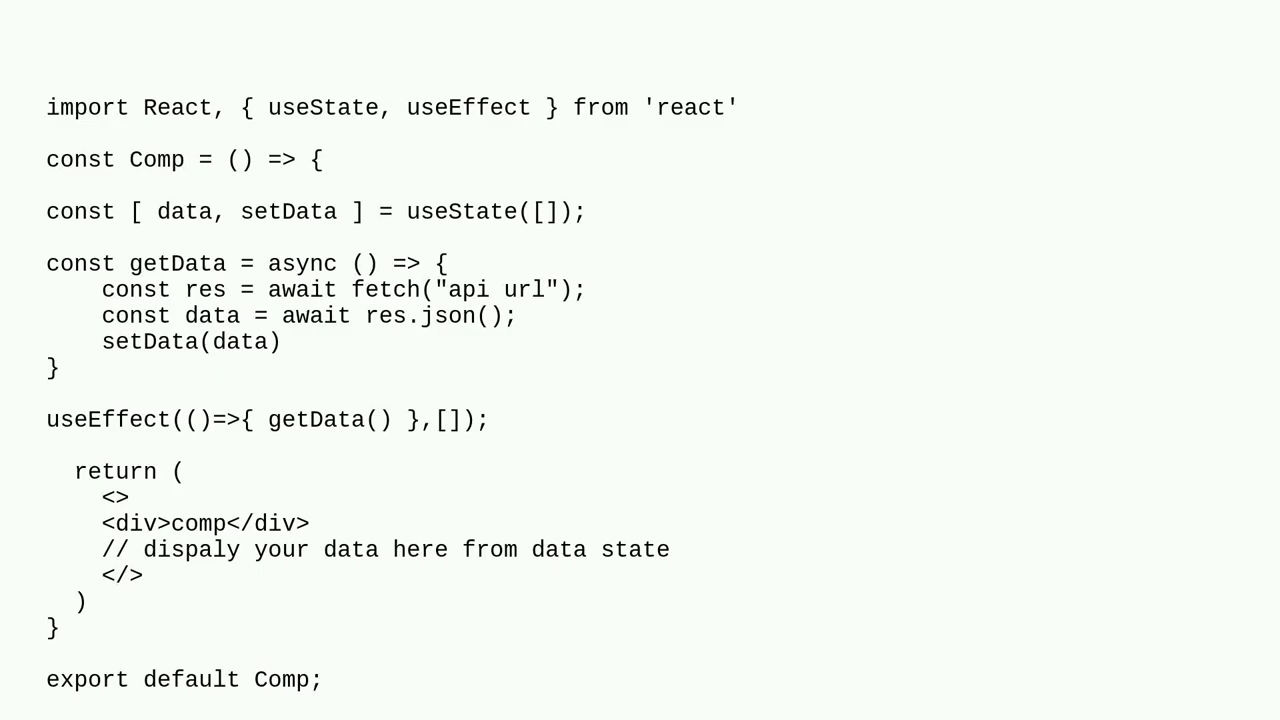 import React, { useState, useEffect } from 'react'
const Comp = () => {
const [ data, setData ] = useState([]);
const getData = async () => {
    const res = await fetch("api url");
    const data = await res.json();
    setData(data)
}
useEffect(()=>{ getData() },[]);
  return (
    <>
    <div>comp</div>
    // dispaly your data here from data state
    </>
  )
}
export default Comp;